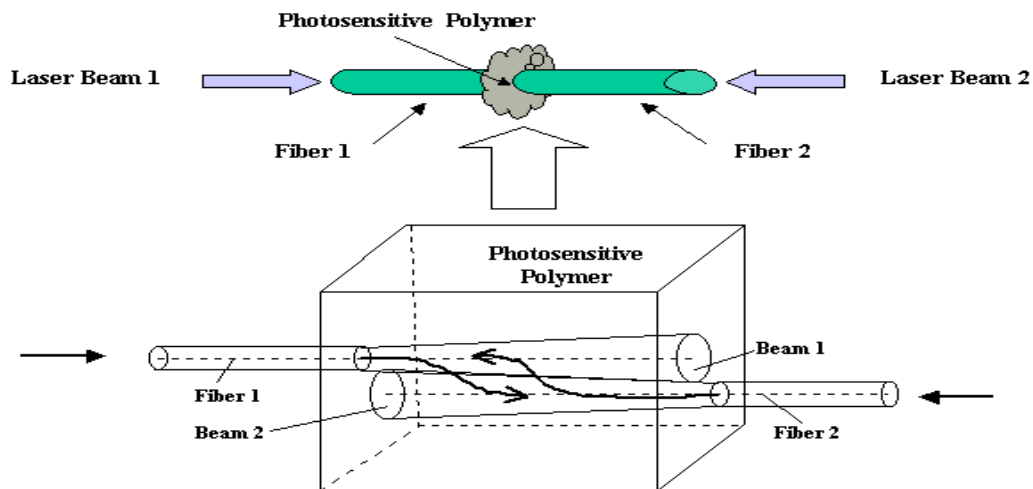 Photosensitive Polymer
Laser Beam 1
Laser Beam 2
Fiber 1
Fiber 2
Photosensitive
Polymer
Beam 1
Fiber 1
Beam 2
Fiber 2